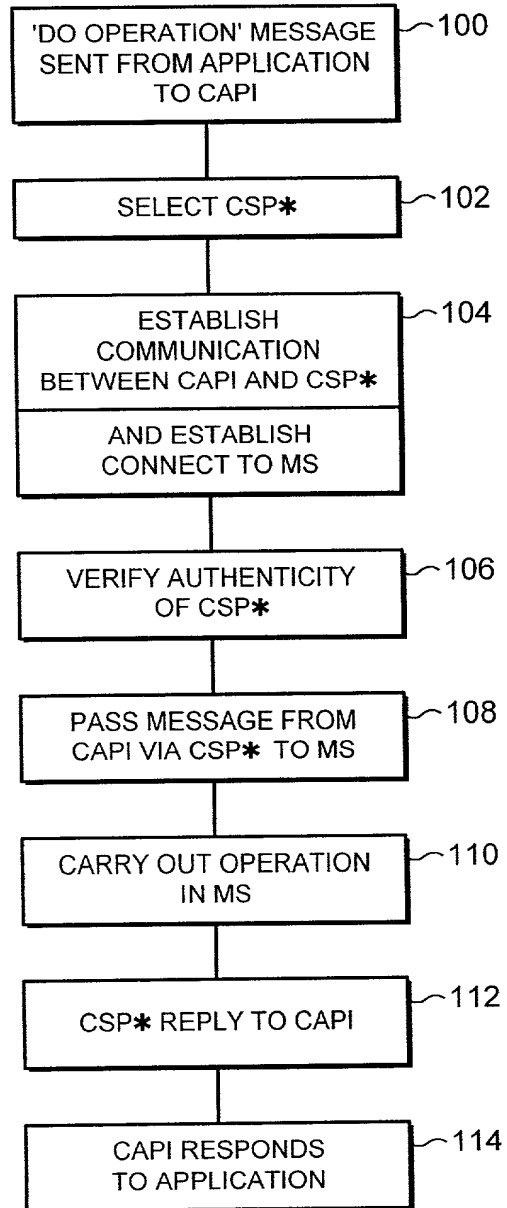 'DO OPERATION' MESSAGE
SENT FROM APPLICATION
TO CAPI
100
SELECT CSP*
102
ESTABLISH
COMMUNICATION
BETWEEN CAPI AND CSP*
104
AND ESTABLISH
CONNECT TO MS
VERIFY AUTHENTICITY
OF CSP*
106
PASS MESSAGE FROM
CAPI VIA CSP* TO MS
108
CARRY OUT OPERATION
IN MS
110
CSP* REPLY TO CAPI
112
CAPI RESPONDS
TO APPLICATION
114